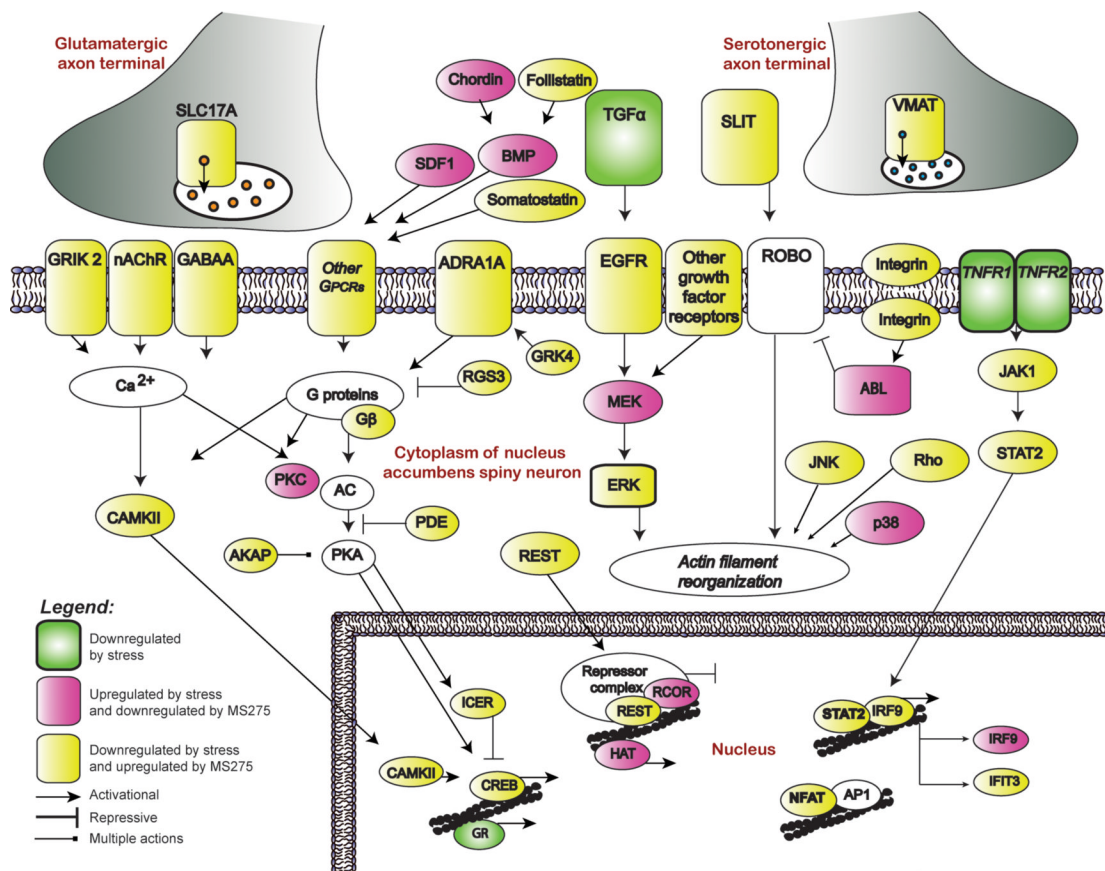 Glutamatergic
axon terminal
SLC17A
Chordin
Follistatin
SDF1
BMP
Somatostatin
TGFα
SLIT
Serotonergic
axon terminal
VMAT
GRIK 2
nAChR
GABAA
Other
GPCRs
ADRA1A
EGFR
Other
growth
factor
receptors
ROBO
Integrin
Integrin
TNFR1
TNFR2
GRK4
RGS3
Ca2+
G proteins
Gβ
MEK
ABL
JAK1
Cytoplasm of nucleus
accumbens spiny neuron
PKC
AC
ERK
JNK
Rho
STAT2
CAMKII
PDE
p38
AKAP
PKA
REST
Actin filament
reorganization
Legend:
Downregulated
by stress
Upregulated by stress
and downregulated by MS275
Downregulated by stress
and upregulated by MS275
Activational
Repressive
Multiple actions
ICER
CAMKII
CREB
GR
Repressor
complex
RCOR
REST
HAT
Nucleus
STAT2
IRF9
IRF9
IFIT3
NFAT
AP1